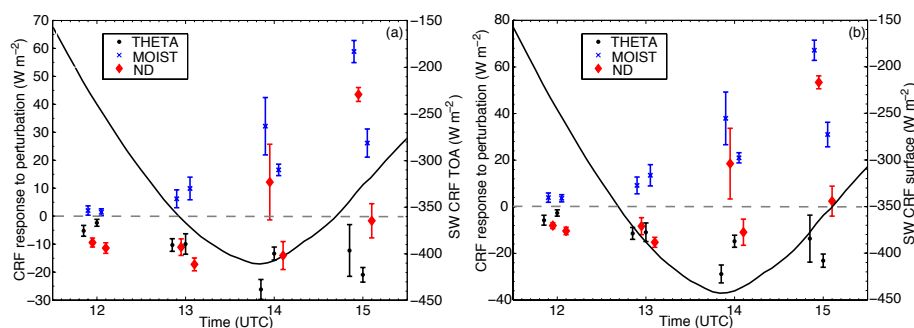 (a)
THETA
MOIST
ND
CRF response to perturbation (W m−2)
70
60
50
40
30
20
10
0
−10
−20
−30
12
13
14
15
Time (UTC)
−150
−200
−250
−300
−350
−400
−450
SW CRF TOA (W m−2)
(b)
THETA
MOIST
ND
CRF response to perturbation (W m−2)
80
60
40
20
0
−20
−40
12
13
14
15
Time (UTC)
−150
−200
−250
−300
−350
−400
−450
SW CRF surface (W m−2)